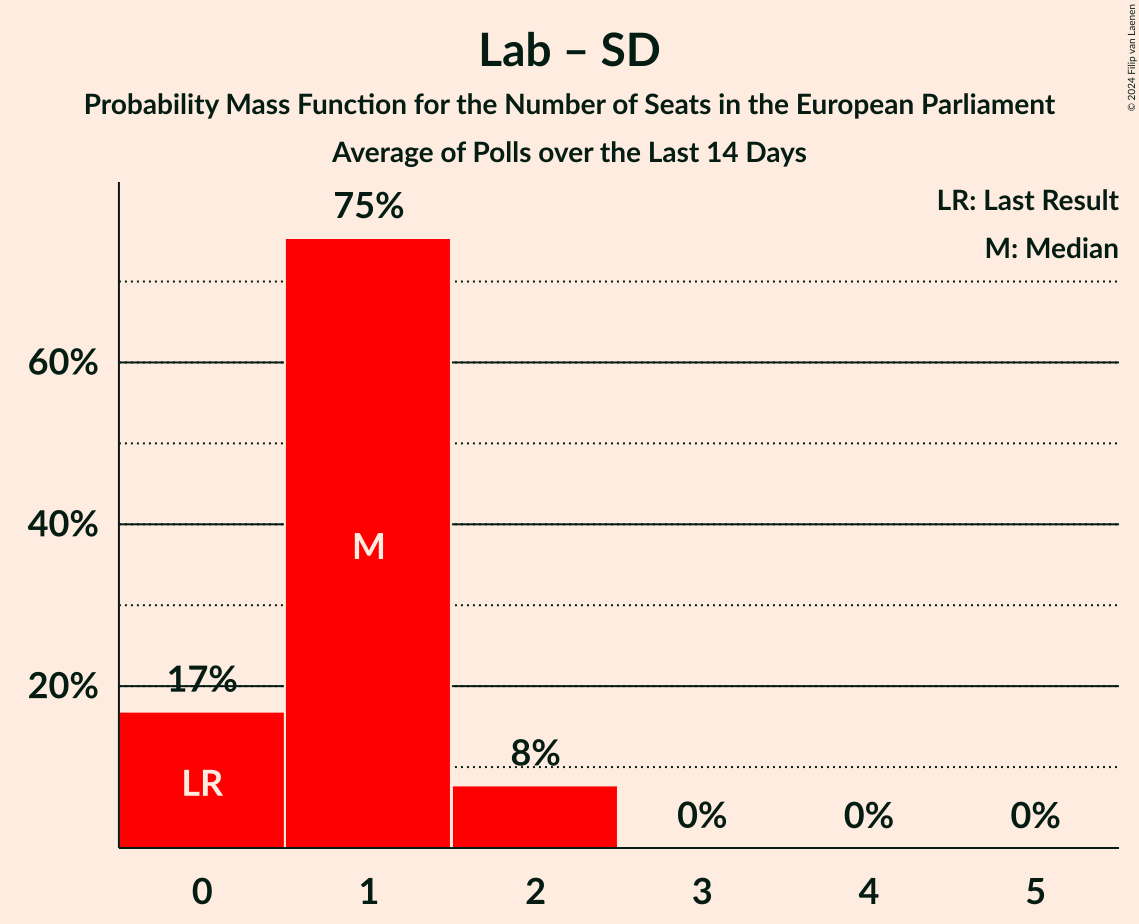 Lab – SD
Probability Mass Function for the Number of Seats in the European Parliament
Average of Polls over the Last 14 Days
© 2024 Filip van Laenen
LR: Last Result
M: Median
75%
60%
40%
M
17%
20%
LR
8%
0%
0%
0%
0
1
2
3
4
5